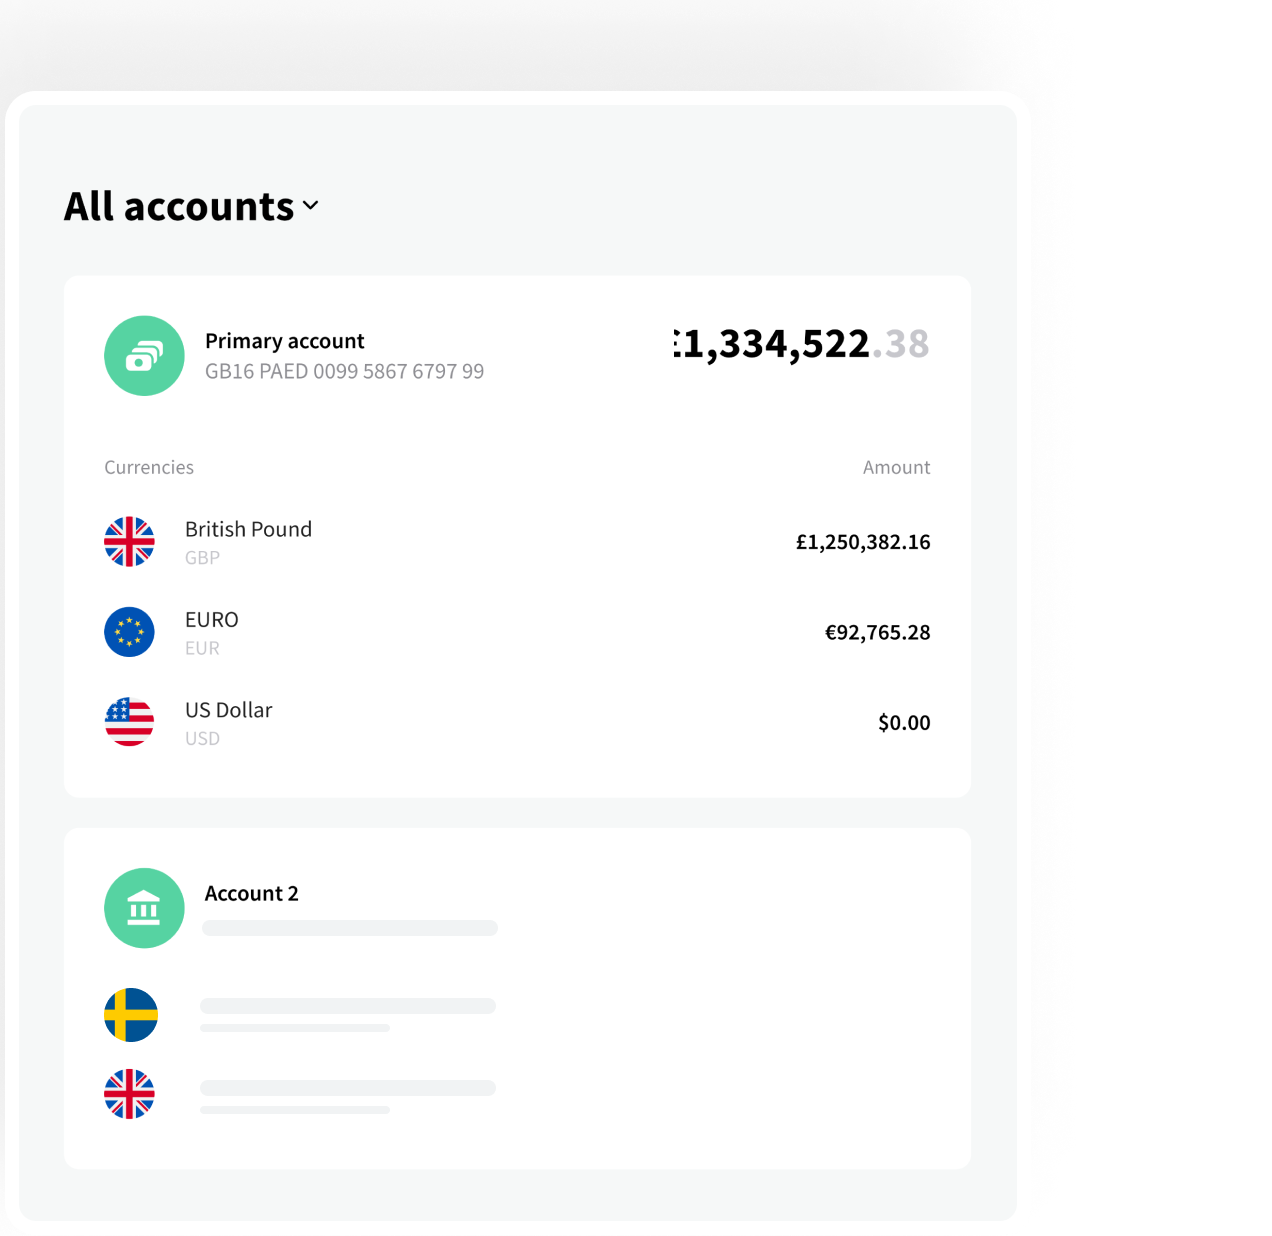 All accounts
Primary account
GB16 PAED 0099 5867 6797 99
£1,334,522.38
Currencies
Amount
British Pound
GBP
£1,250,382.16
EURO
EUR
€92,765.28
US Dollar
USD
$0.00
Account 2